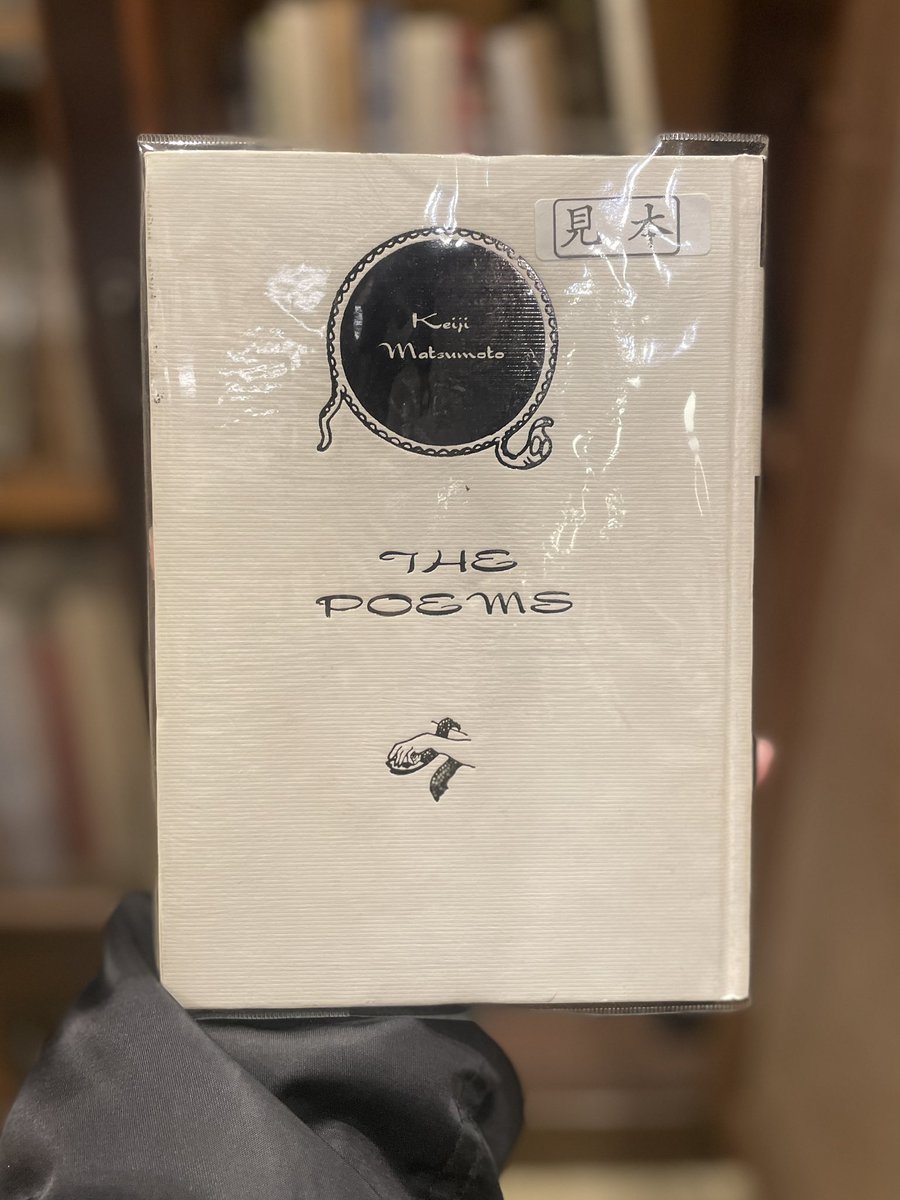 見本
Keiji
Matsumoto
THE
POEMS